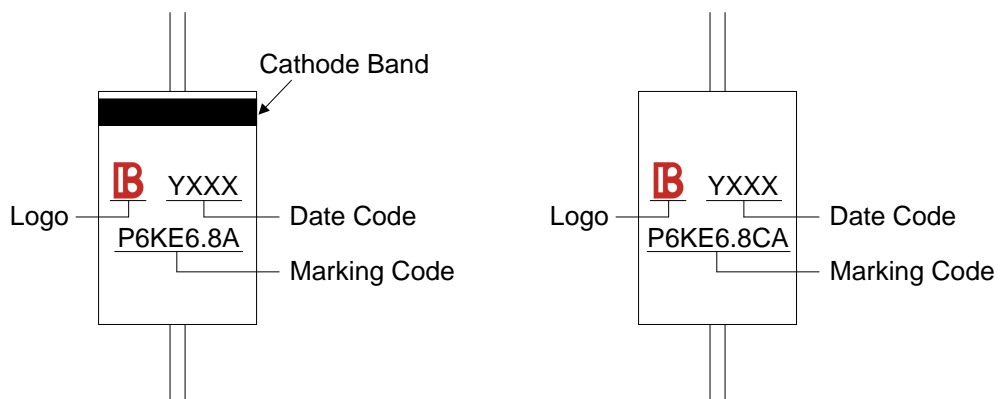 Cathode Band
B YXXX
Logo Date Code
P6KE6.8A
Marking Code
B YXXX
Logo Date Code
P6KE6.8CA
Marking Code